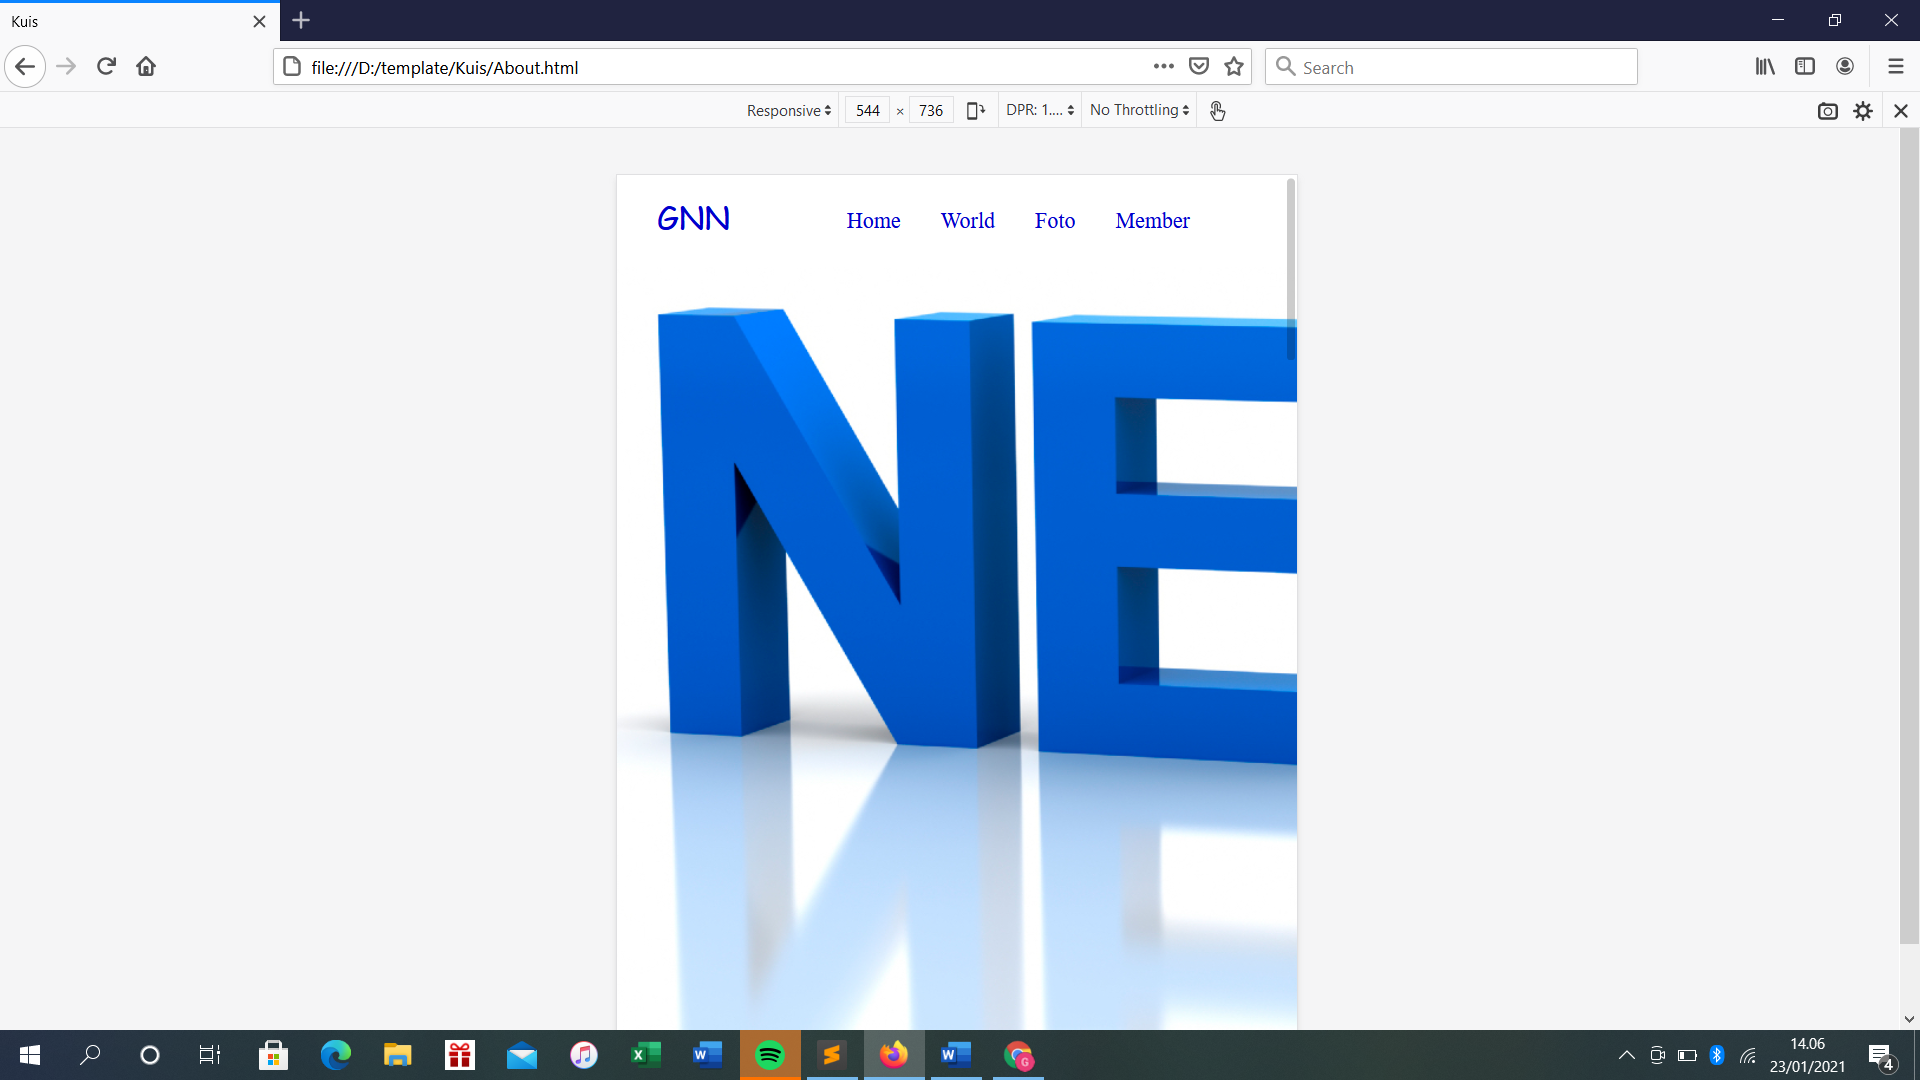 Kuis
file:///D:/template/Kuis/About.html
Search
Responsive 544 × 736 DPR: 1.... No Throttling
GNN Home World Foto Member
NE
14.06
23/01/2021
4